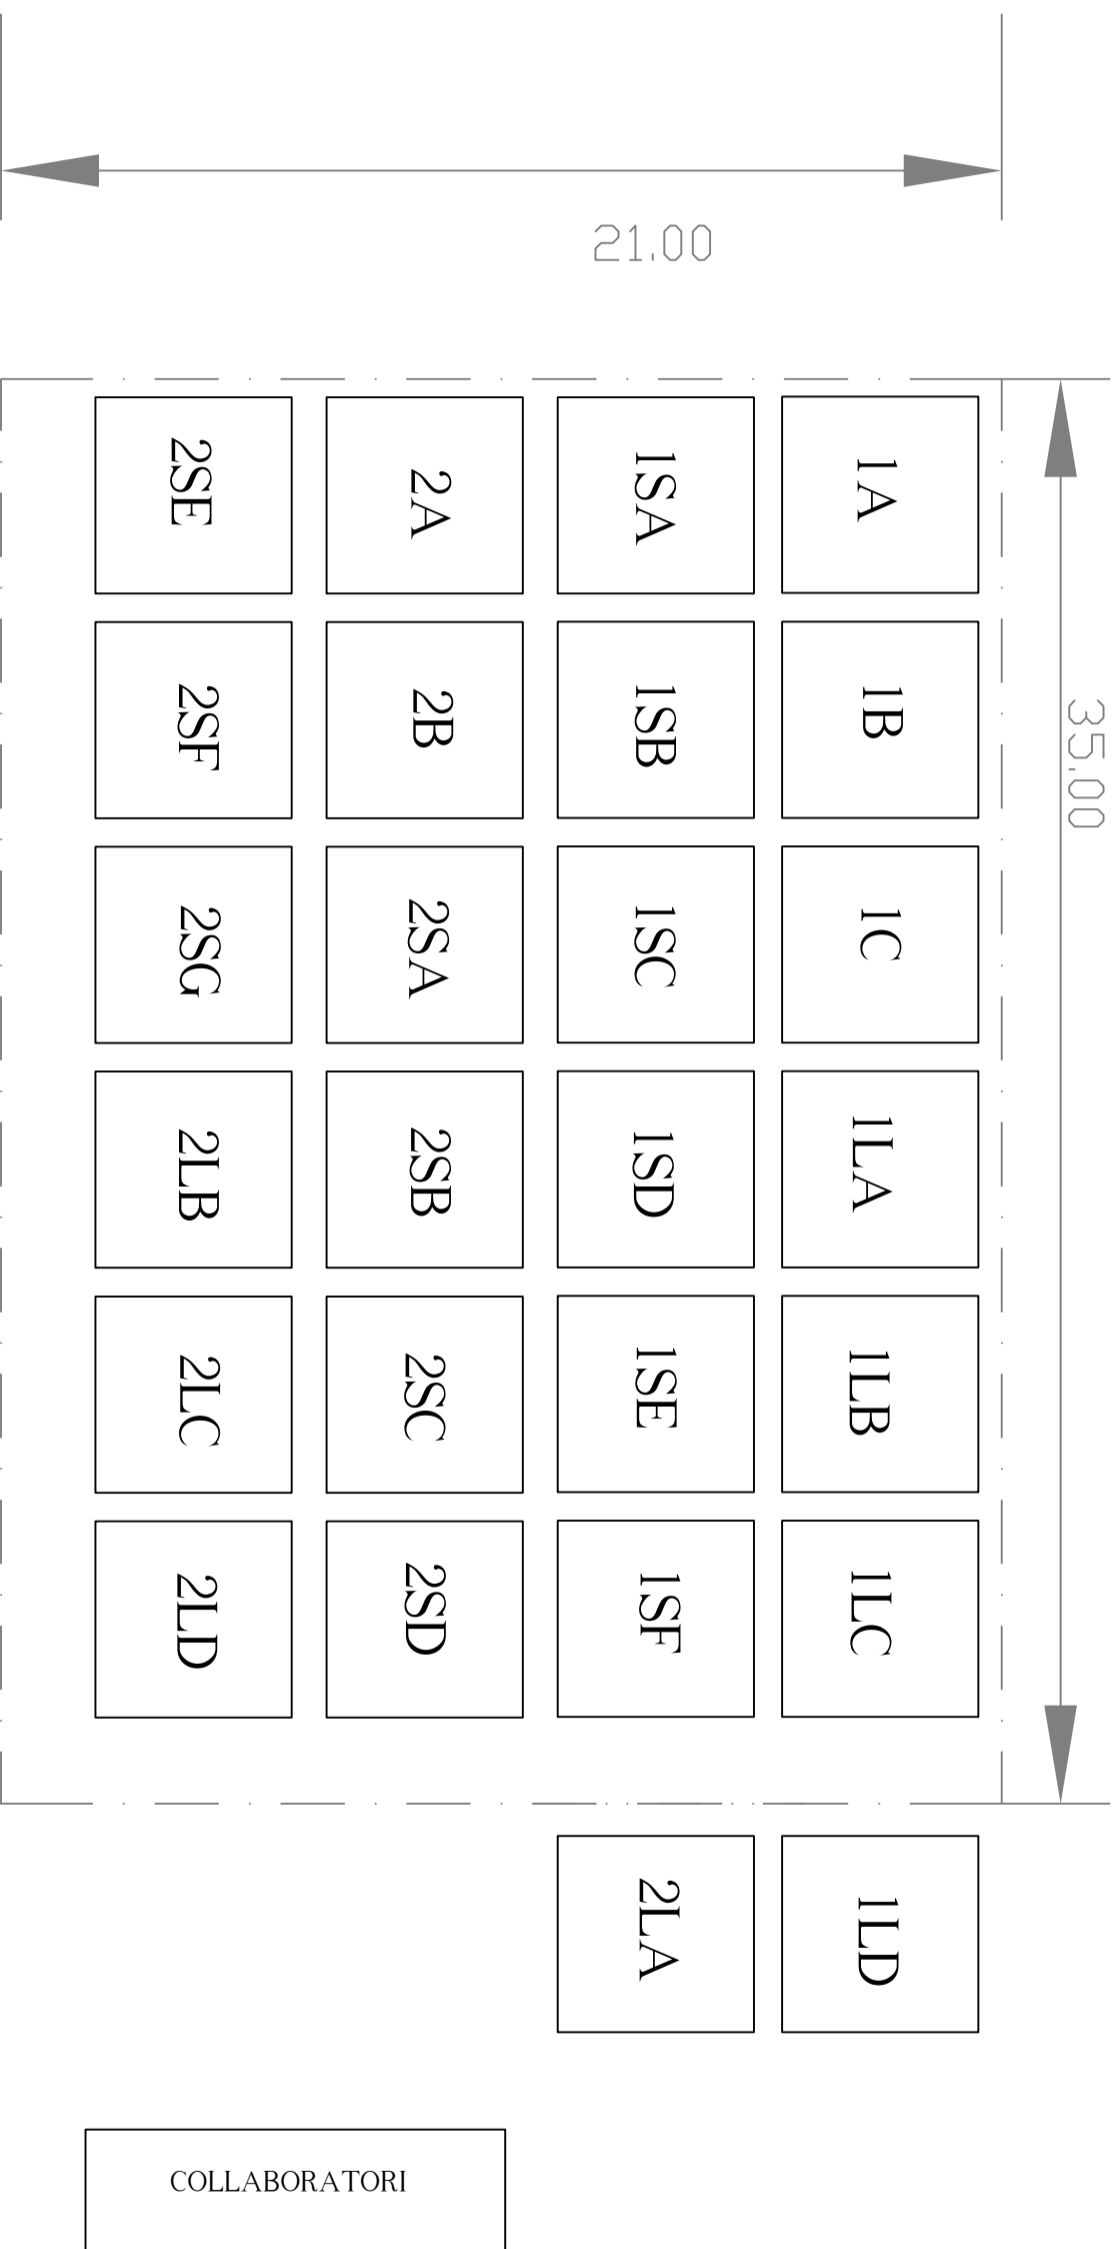 21.00
35.00
2SE
2A
1SA
1A
2SF
2B
1SB
1B
2SG
2SA
1SC
1C
2LB
2SB
1SD
1LA
2LC
2SC
1SE
1LB
2LD
2SD
1SF
1LC
2LA
1LD
COLLABORATORI